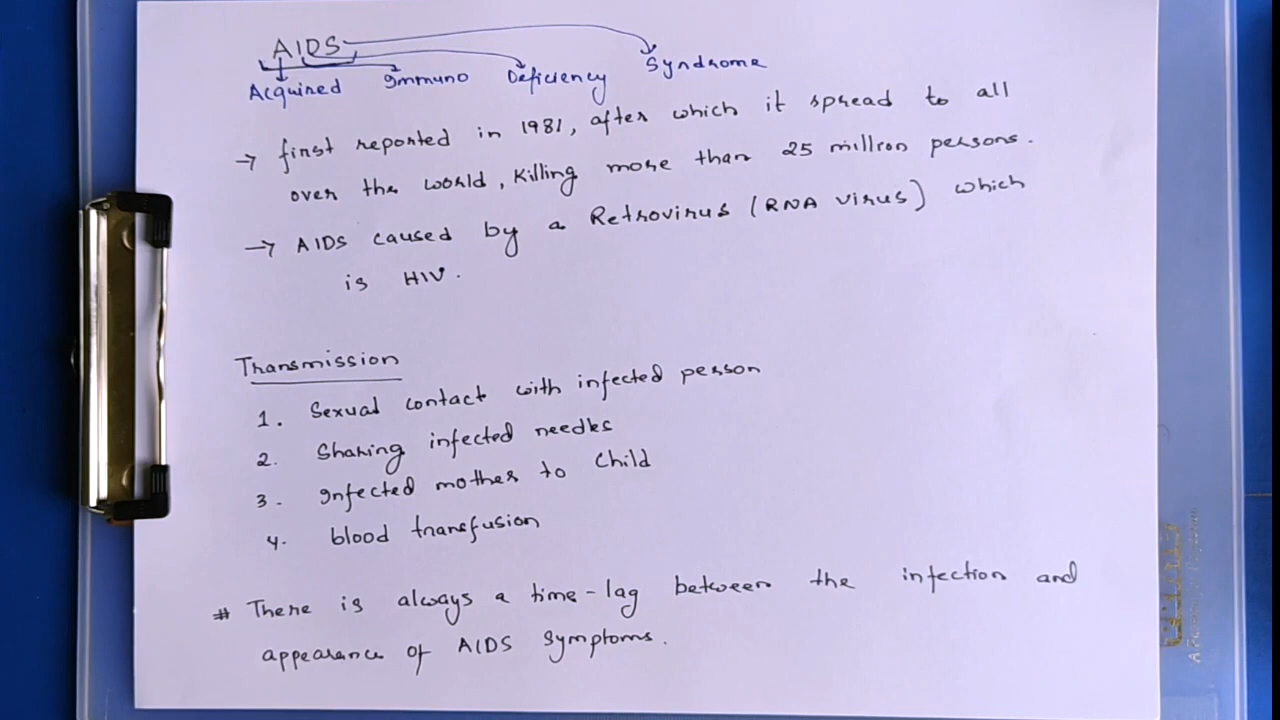 AIDS
Acquired Immuno Deficiency Syndrome
→ first reported in 1981, after which it spread to all
over the world, Killing more than 25 million persons.
→ AIDS caused by a Retrovirus (RNA virus) which
is HIV.
Transmission
1. Sexual contact with infected person
2. Sharing infected needles
3. Infected mother to child
4. blood transfusion
# There is always a time-lag between the infection and
appearance of AIDS symptoms.